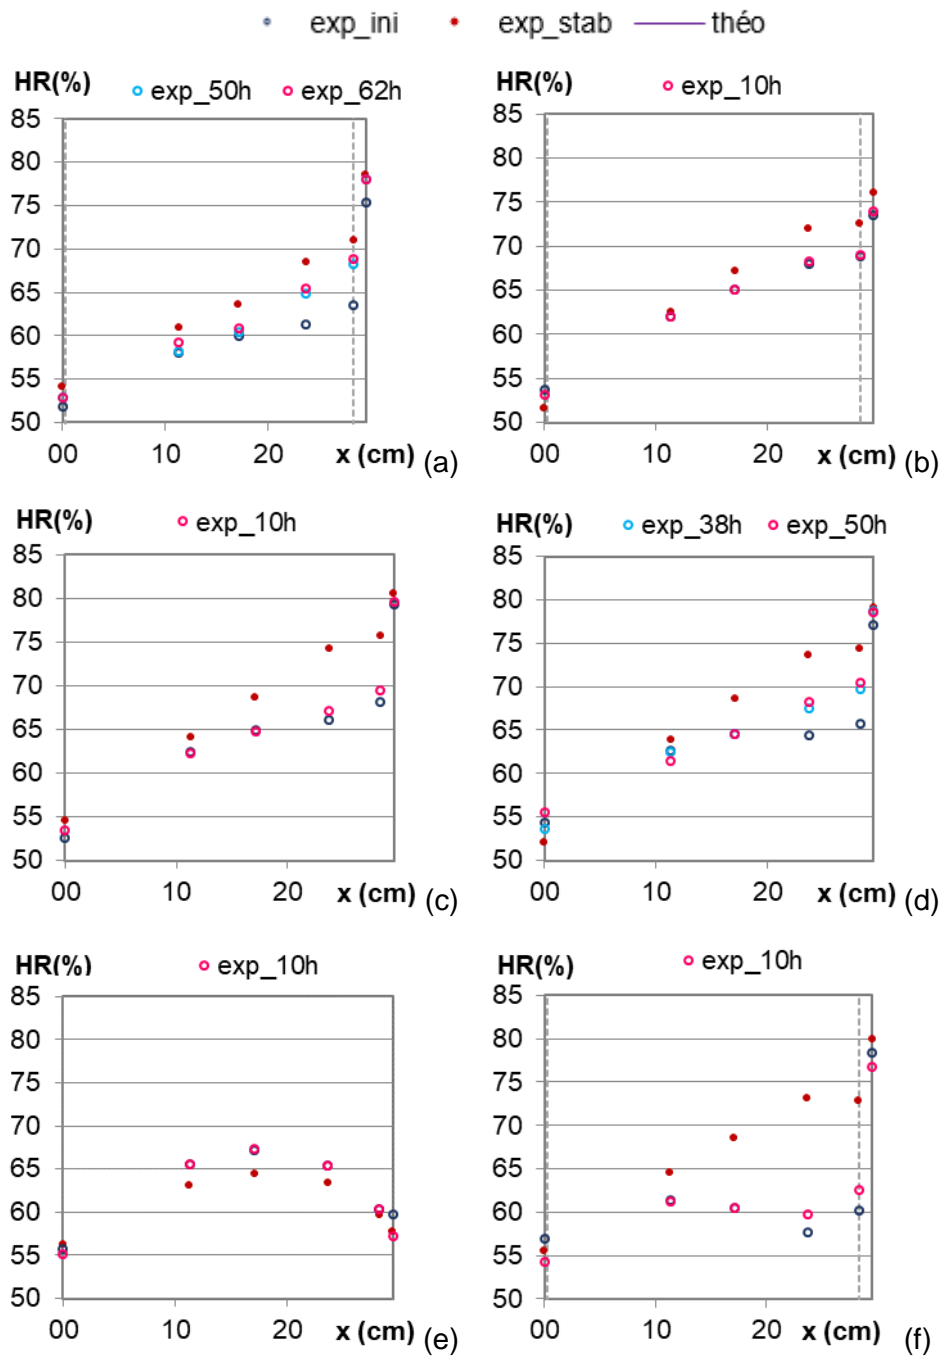 exp_ini exp_stab théo
HR(%)
exp_50h exp_62h
85
80
75
70
65
60
55
50
00 10 20 x (cm) (a)
HR(%)
exp_10h
85
80
75
70
65
60
55
50
00 10 20 x (cm) (b)
HR(%)
exp_10h
85
80
75
70
65
60
55
50
00 10 20 x (cm) (c)
HR(%)
exp_38h exp_50h
85
80
75
70
65
60
55
50
00 10 20 x (cm) (d)
HR(%)
exp_10h
85
80
75
70
65
60
55
50
00 10 20 x (cm) (e)
HR(%)
exp_10h
85
80
75
70
65
60
55
50
00 10 20 x (cm) (f)